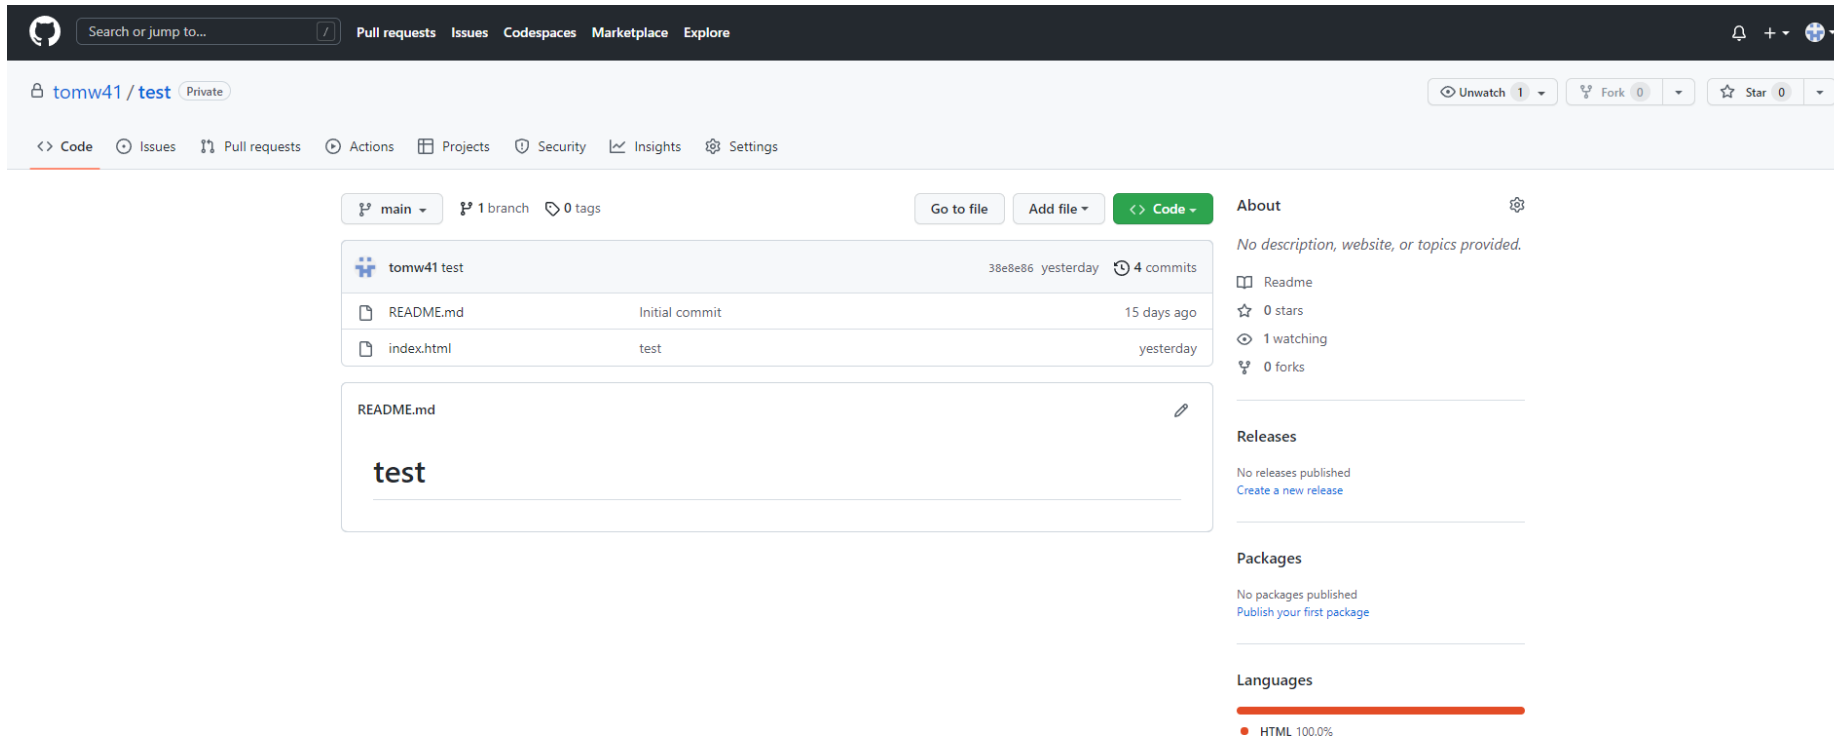 Search or jump to... / Pull requests Issues Codespaces Marketplace Explore
tomw41 / test Private Unwatch 1 Fork 0 Star 0
Code Issues Pull requests Actions Projects Security Insights Settings
main 1 branch 0 tags Go to file Add file Code
tomw41 test 38e8e86 yesterday 4 commits
README.md Initial commit 15 days ago
index.html test yesterday
README.md
test
About
No description, website, or topics provided.
Readme
0 stars
1 watching
0 forks
Releases
No releases published
Create a new release
Packages
No packages published
Publish your first package
Languages
HTML 100.0%